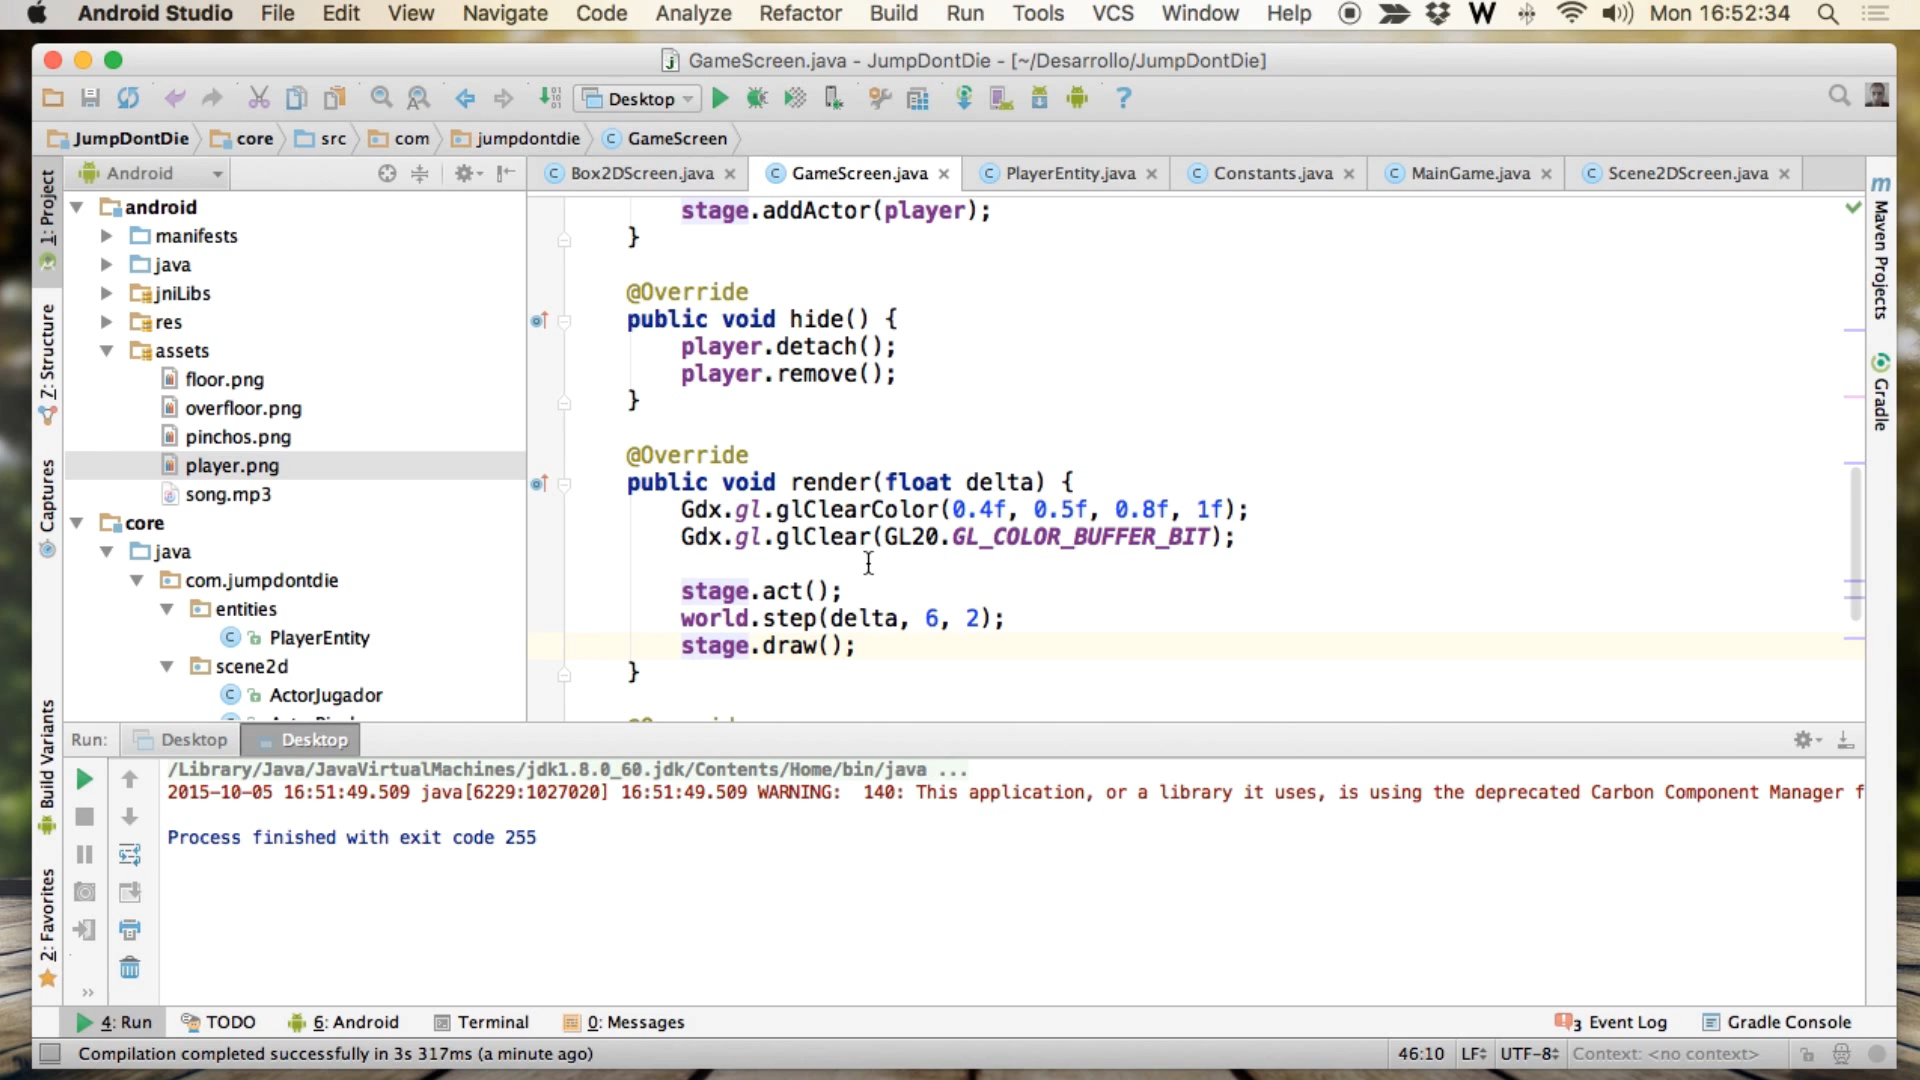 Android Studio File Edit View Navigate Code Analyze Refactor Build Run Tools VCS Window Help W Mon 16:52:34
GameScreen.java - JumpDontDie - [~/Desarrollo/JumpDontDie]
Desktop
JumpDontDie core src com jumpdontdie GameScreen
Android
Box2DScreen.java GameScreen.java PlayerEntity.java Constants.java MainGame.java Scene2DScreen.java
1: Project
Z: Structure
Captures
Build Variants
2: Favorites
android
manifests
java
jniLibs
res
assets
floor.png
overfloor.png
pinchos.png
player.png
song.mp3
core
java
com.jumpdontdie
entities
PlayerEntity
scene2d
ActorJugador
stage.addActor(player);
}
@Override
public void hide() {
player.detach();
player.remove();
}
@Override
public void render(float delta) {
Gdx.gl.glClearColor(0.4f, 0.5f, 0.8f, 1f);
Gdx.gl.glClear(GL20.GL_COLOR_BUFFER_BIT);
stage.act();
world.step(delta, 6, 2);
stage.draw();
}
m Maven Projects
Gradle
Run: Desktop Desktop
/Library/Java/JavaVirtualMachines/jdk1.8.0_60.jdk/Contents/Home/bin/java ...
2015-10-05 16:51:49.509 java[6229:1027020] 16:51:49.509 WARNING: 140: This application, or a library it uses, is using the deprecated Carbon Component Manager f
Process finished with exit code 255
4: Run TODO 6: Android Terminal 0: Messages 3 Event Log Gradle Console
Compilation completed successfully in 3s 317ms (a minute ago) 46:10 LF UTF-8 Context: <no context>